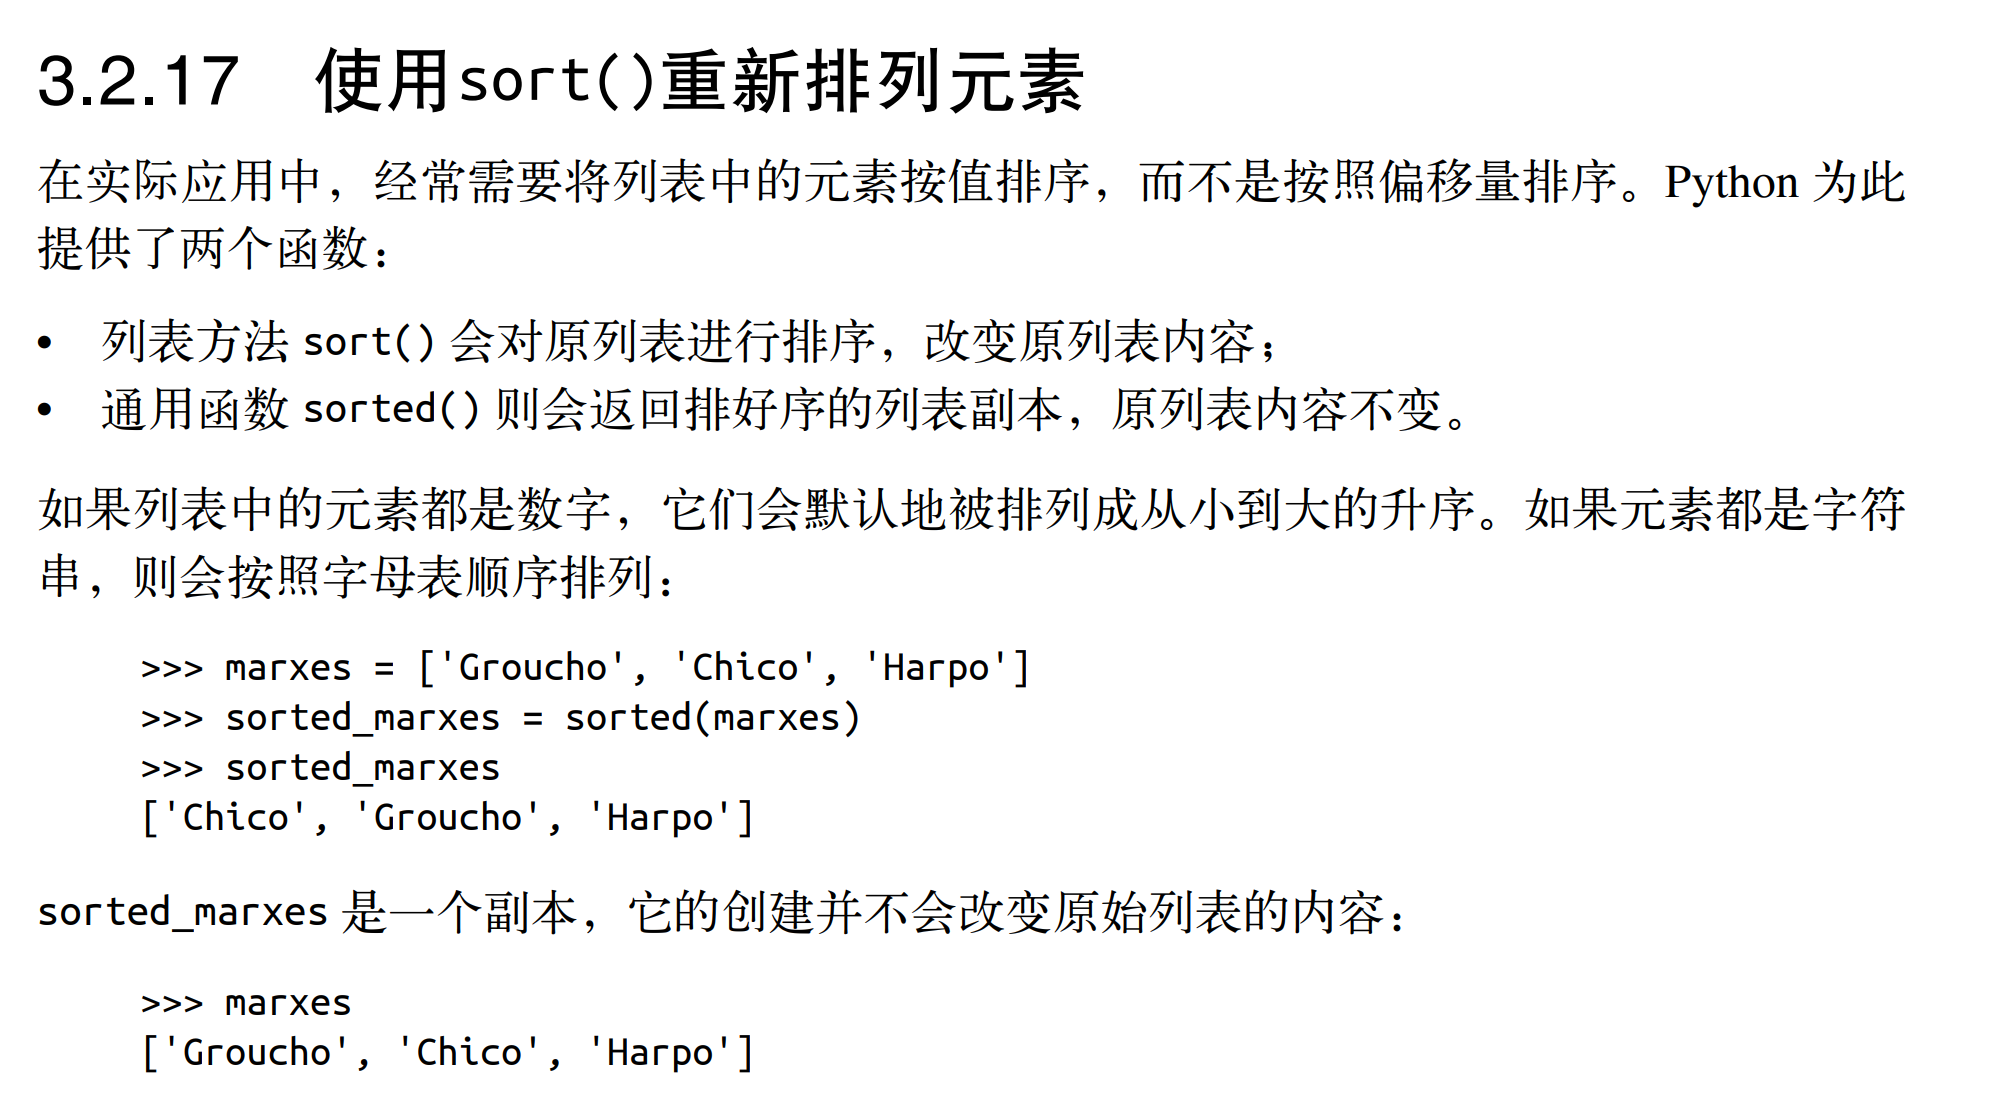 3.2.17 使用sort()重新排列元素
在实际应用中，经常需要将列表中的元素按值排序，而不是按照偏移量排序。Python 为此
提供了两个函数：
• 列表方法 sort() 会对原列表进行排序，改变原列表内容；
• 通用函数 sorted() 则会返回排好序的列表副本，原列表内容不变。
如果列表中的元素都是数字，它们会默认地被排列成从小到大的升序。如果元素都是字符
串，则会按照字母表顺序排列：
>>> marxes = ['Groucho', 'Chico', 'Harpo']
>>> sorted_marxes = sorted(marxes)
>>> sorted_marxes
['Chico', 'Groucho', 'Harpo']
sorted_marxes 是一个副本，它的创建并不会改变原始列表的内容：
>>> marxes
['Groucho', 'Chico', 'Harpo']